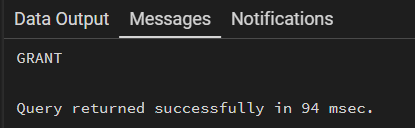 Data Output Messages Notifications
GRANT
Query returned successfully in 94 msec.